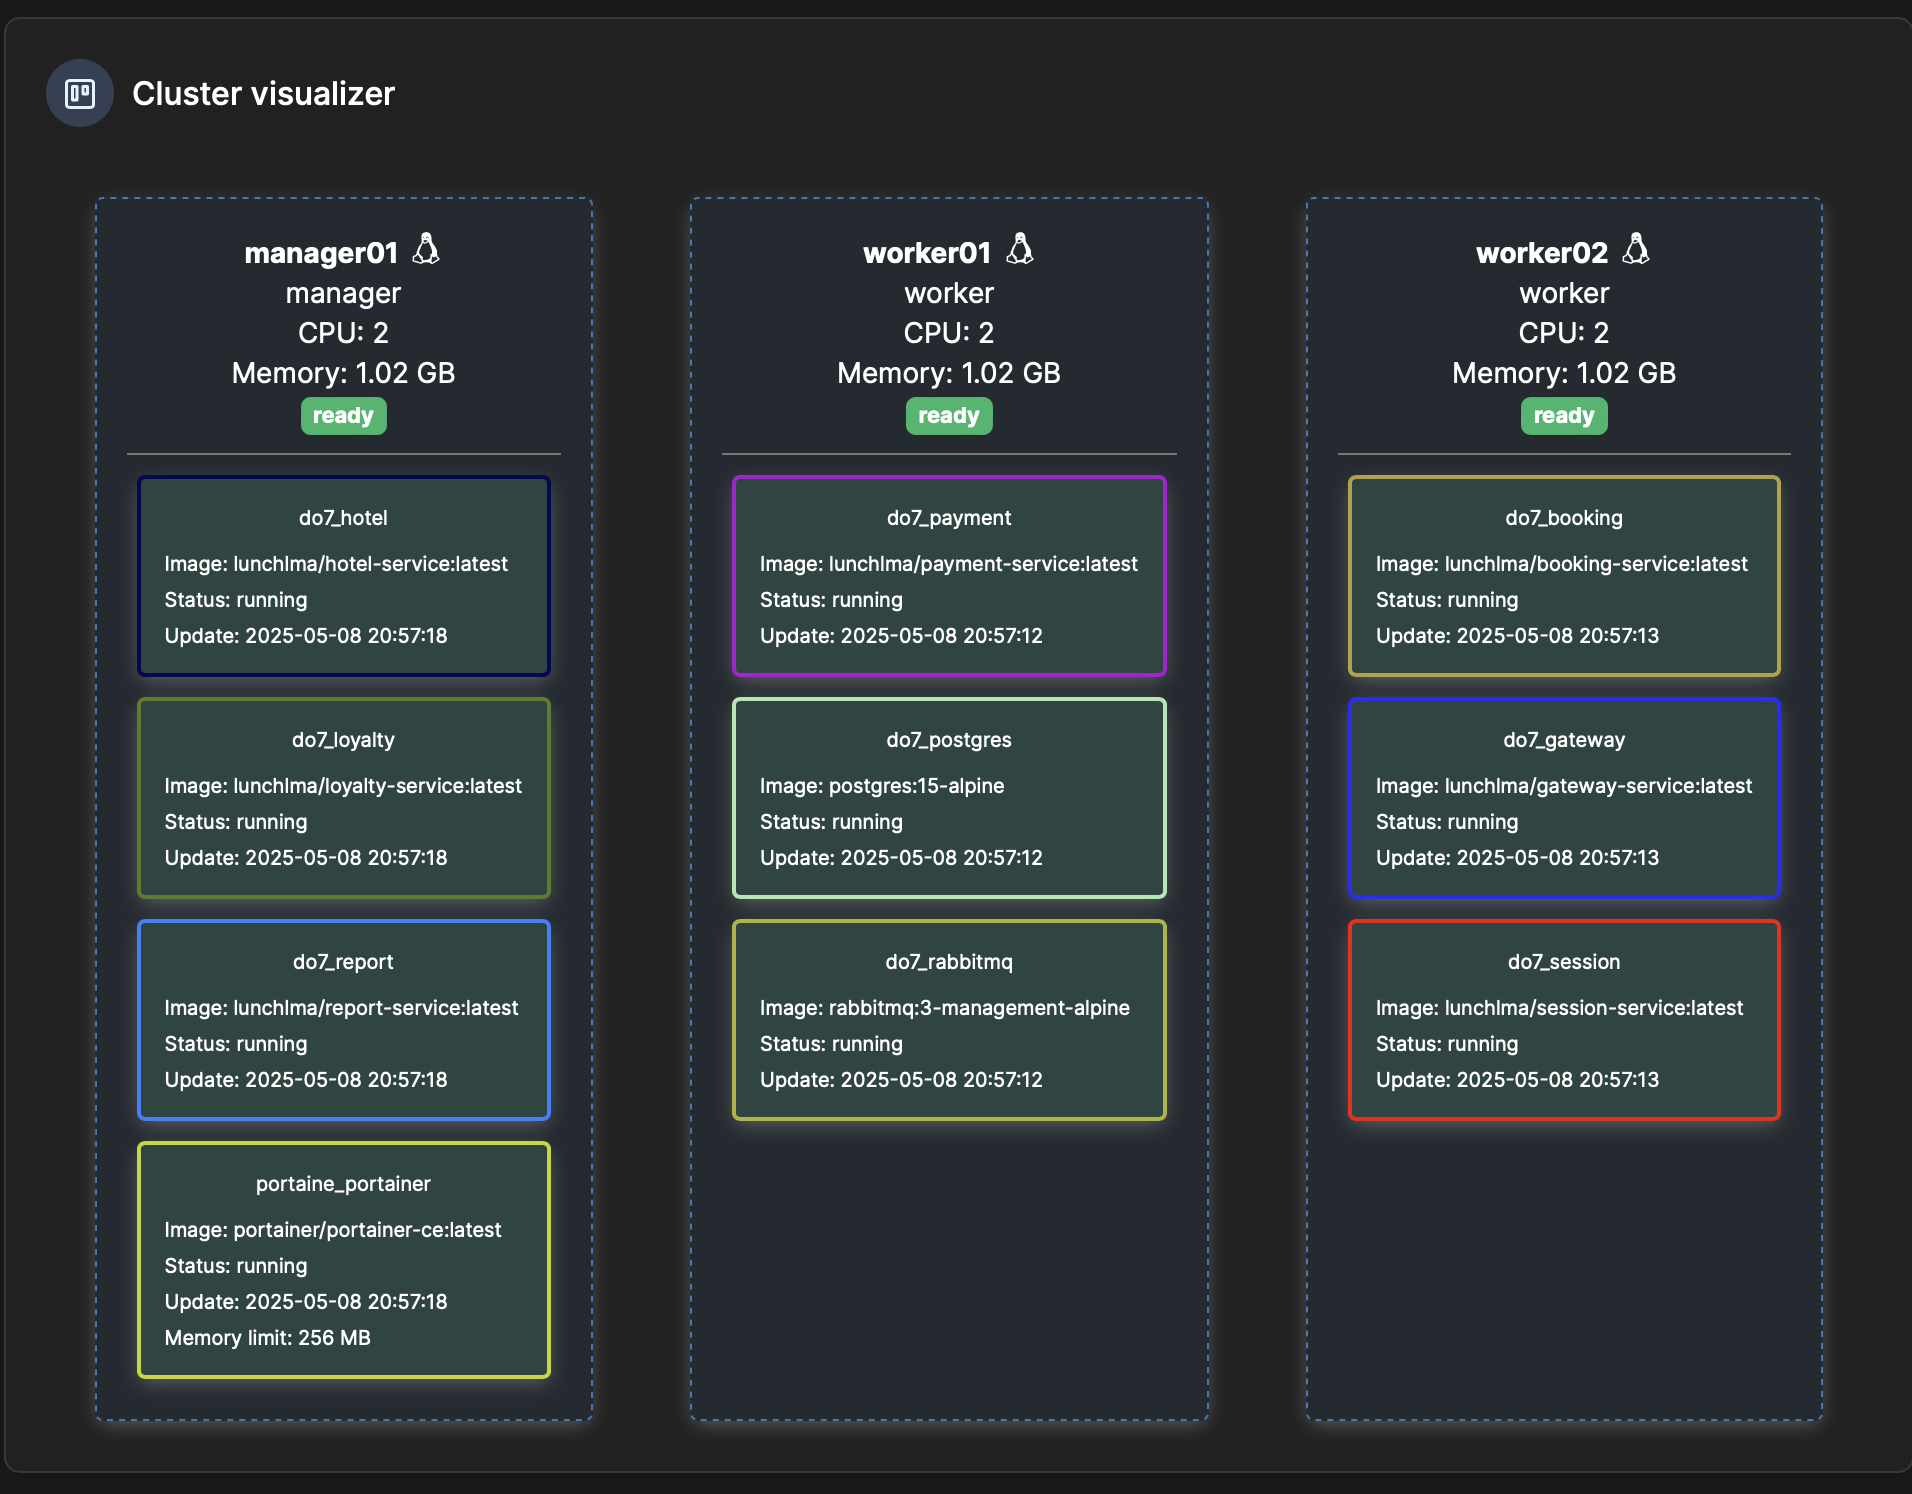 Cluster visualizer
manager01
manager
CPU: 2
Memory: 1.02 GB
ready
do7_hotel
Image: lunchlma/hotel-service:latest
Status: running
Update: 2025-05-08 20:57:18
do7_loyalty
Image: lunchlma/loyalty-service:latest
Status: running
Update: 2025-05-08 20:57:18
do7_report
Image: lunchlma/report-service:latest
Status: running
Update: 2025-05-08 20:57:18
portaine_portainer
Image: portainer/portainer-ce:latest
Status: running
Update: 2025-05-08 20:57:18
Memory limit: 256 MB
worker01
worker
CPU: 2
Memory: 1.02 GB
ready
do7_payment
Image: lunchlma/payment-service:latest
Status: running
Update: 2025-05-08 20:57:12
do7_postgres
Image: postgres:15-alpine
Status: running
Update: 2025-05-08 20:57:12
do7_rabbitmq
Image: rabbitmq:3-management-alpine
Status: running
Update: 2025-05-08 20:57:12
worker02
worker
CPU: 2
Memory: 1.02 GB
ready
do7_booking
Image: lunchlma/booking-service:latest
Status: running
Update: 2025-05-08 20:57:13
do7_gateway
Image: lunchlma/gateway-service:latest
Status: running
Update: 2025-05-08 20:57:13
do7_session
Image: lunchlma/session-service:latest
Status: running
Update: 2025-05-08 20:57:13